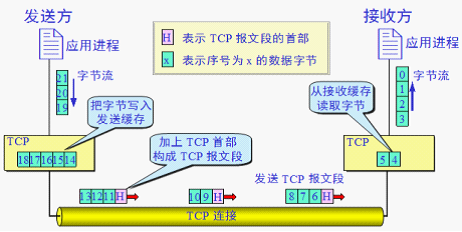 发送方
接收方
应用进程
H 表示 TCP 报文段的首部
x 表示序号为 x 的数据字节
应用进程
21
20
19
字节流
把字节写入
发送缓存
从接收缓存
读取字节
0
1
2
3
字节流
TCP
18 17 16 15 14
加上 TCP 首部
构成 TCP 报文段
TCP
5 4
发送 TCP 报文段
13 12 11 H
10 9 H
8 7 6 H
TCP 连接